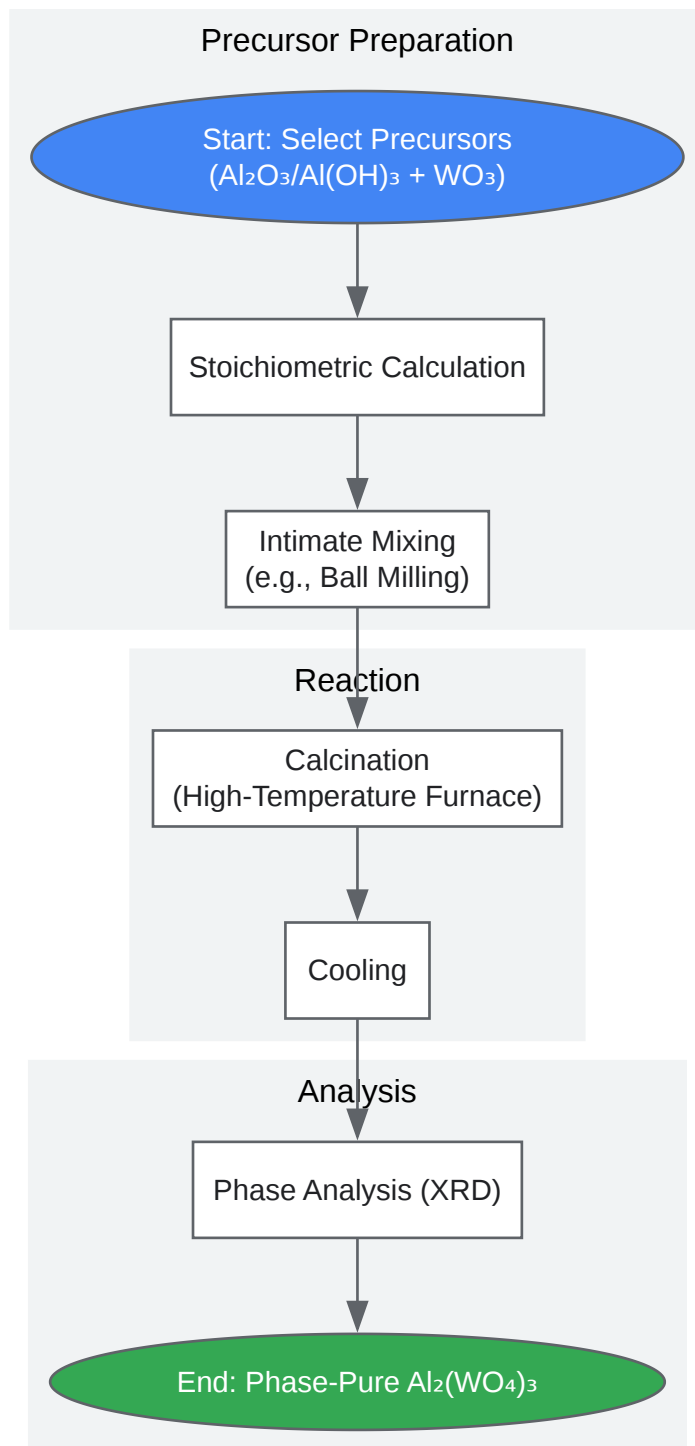 Precursor Preparation
Start: Select Precursors
(Al₂O₃/Al(OH)₃ + WO₃)
Stoichiometric Calculation
Intimate Mixing
(e.g., Ball Milling)
Reaction
Calcination
(High-Temperature Furnace)
Cooling
Analysis
Phase Analysis (XRD)
End: Phase-Pure Al₂(WO₄)₃